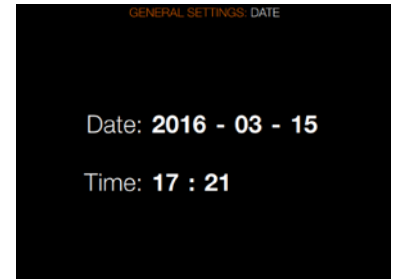 GENERAL SETTINGS: DATE
Date: 2016 - 03 - 15
Time: 17 : 21